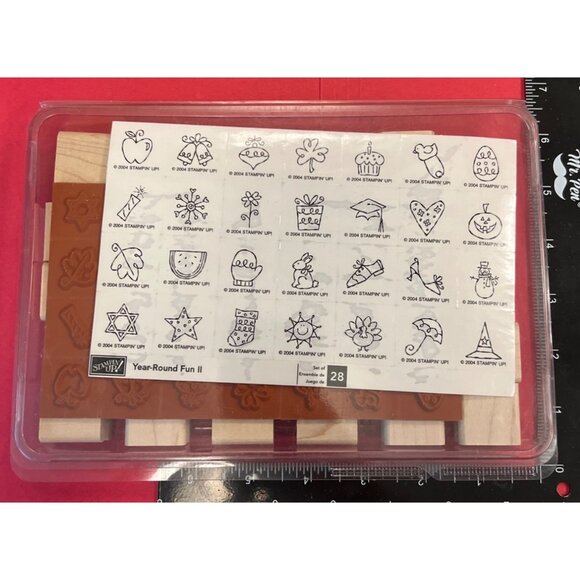 © 2004 STAMPIN' UP! © 2004 STAMPIN' UP! © 2004 STAMPIN' UP! © 2004 STAMPIN' UP! © 2004 STAMPIN' UP! © 2004 STAMPIN' UP! © 2004 STAMPIN' UP!
© 2004 STAMPIN' UP! © 2004 STAMPIN' UP! © 2004 STAMPIN' UP! © 2004 STAMPIN' UP! © 2004 STAMPIN' UP! © 2004 STAMPIN' UP! © 2004 STAMPIN' UP!
© 2004 STAMPIN' UP! © 2004 STAMPIN' UP! © 2004 STAMPIN' UP! © 2004 STAMPIN' UP! © 2004 STAMPIN' UP! © 2004 STAMPIN' UP! © 2004 STAMPIN' UP!
© 2004 STAMPIN' UP! © 2004 STAMPIN' UP! © 2004 STAMPIN' UP! © 2004 STAMPIN' UP! © 2004 STAMPIN' UP! © 2004 STAMPIN' UP! © 2004 STAMPIN' UP!
STAMPIN' UP!
Year-Round Fun II
Set of
Ensemble de
Juego de
28
Mr. Pen
7
6
5